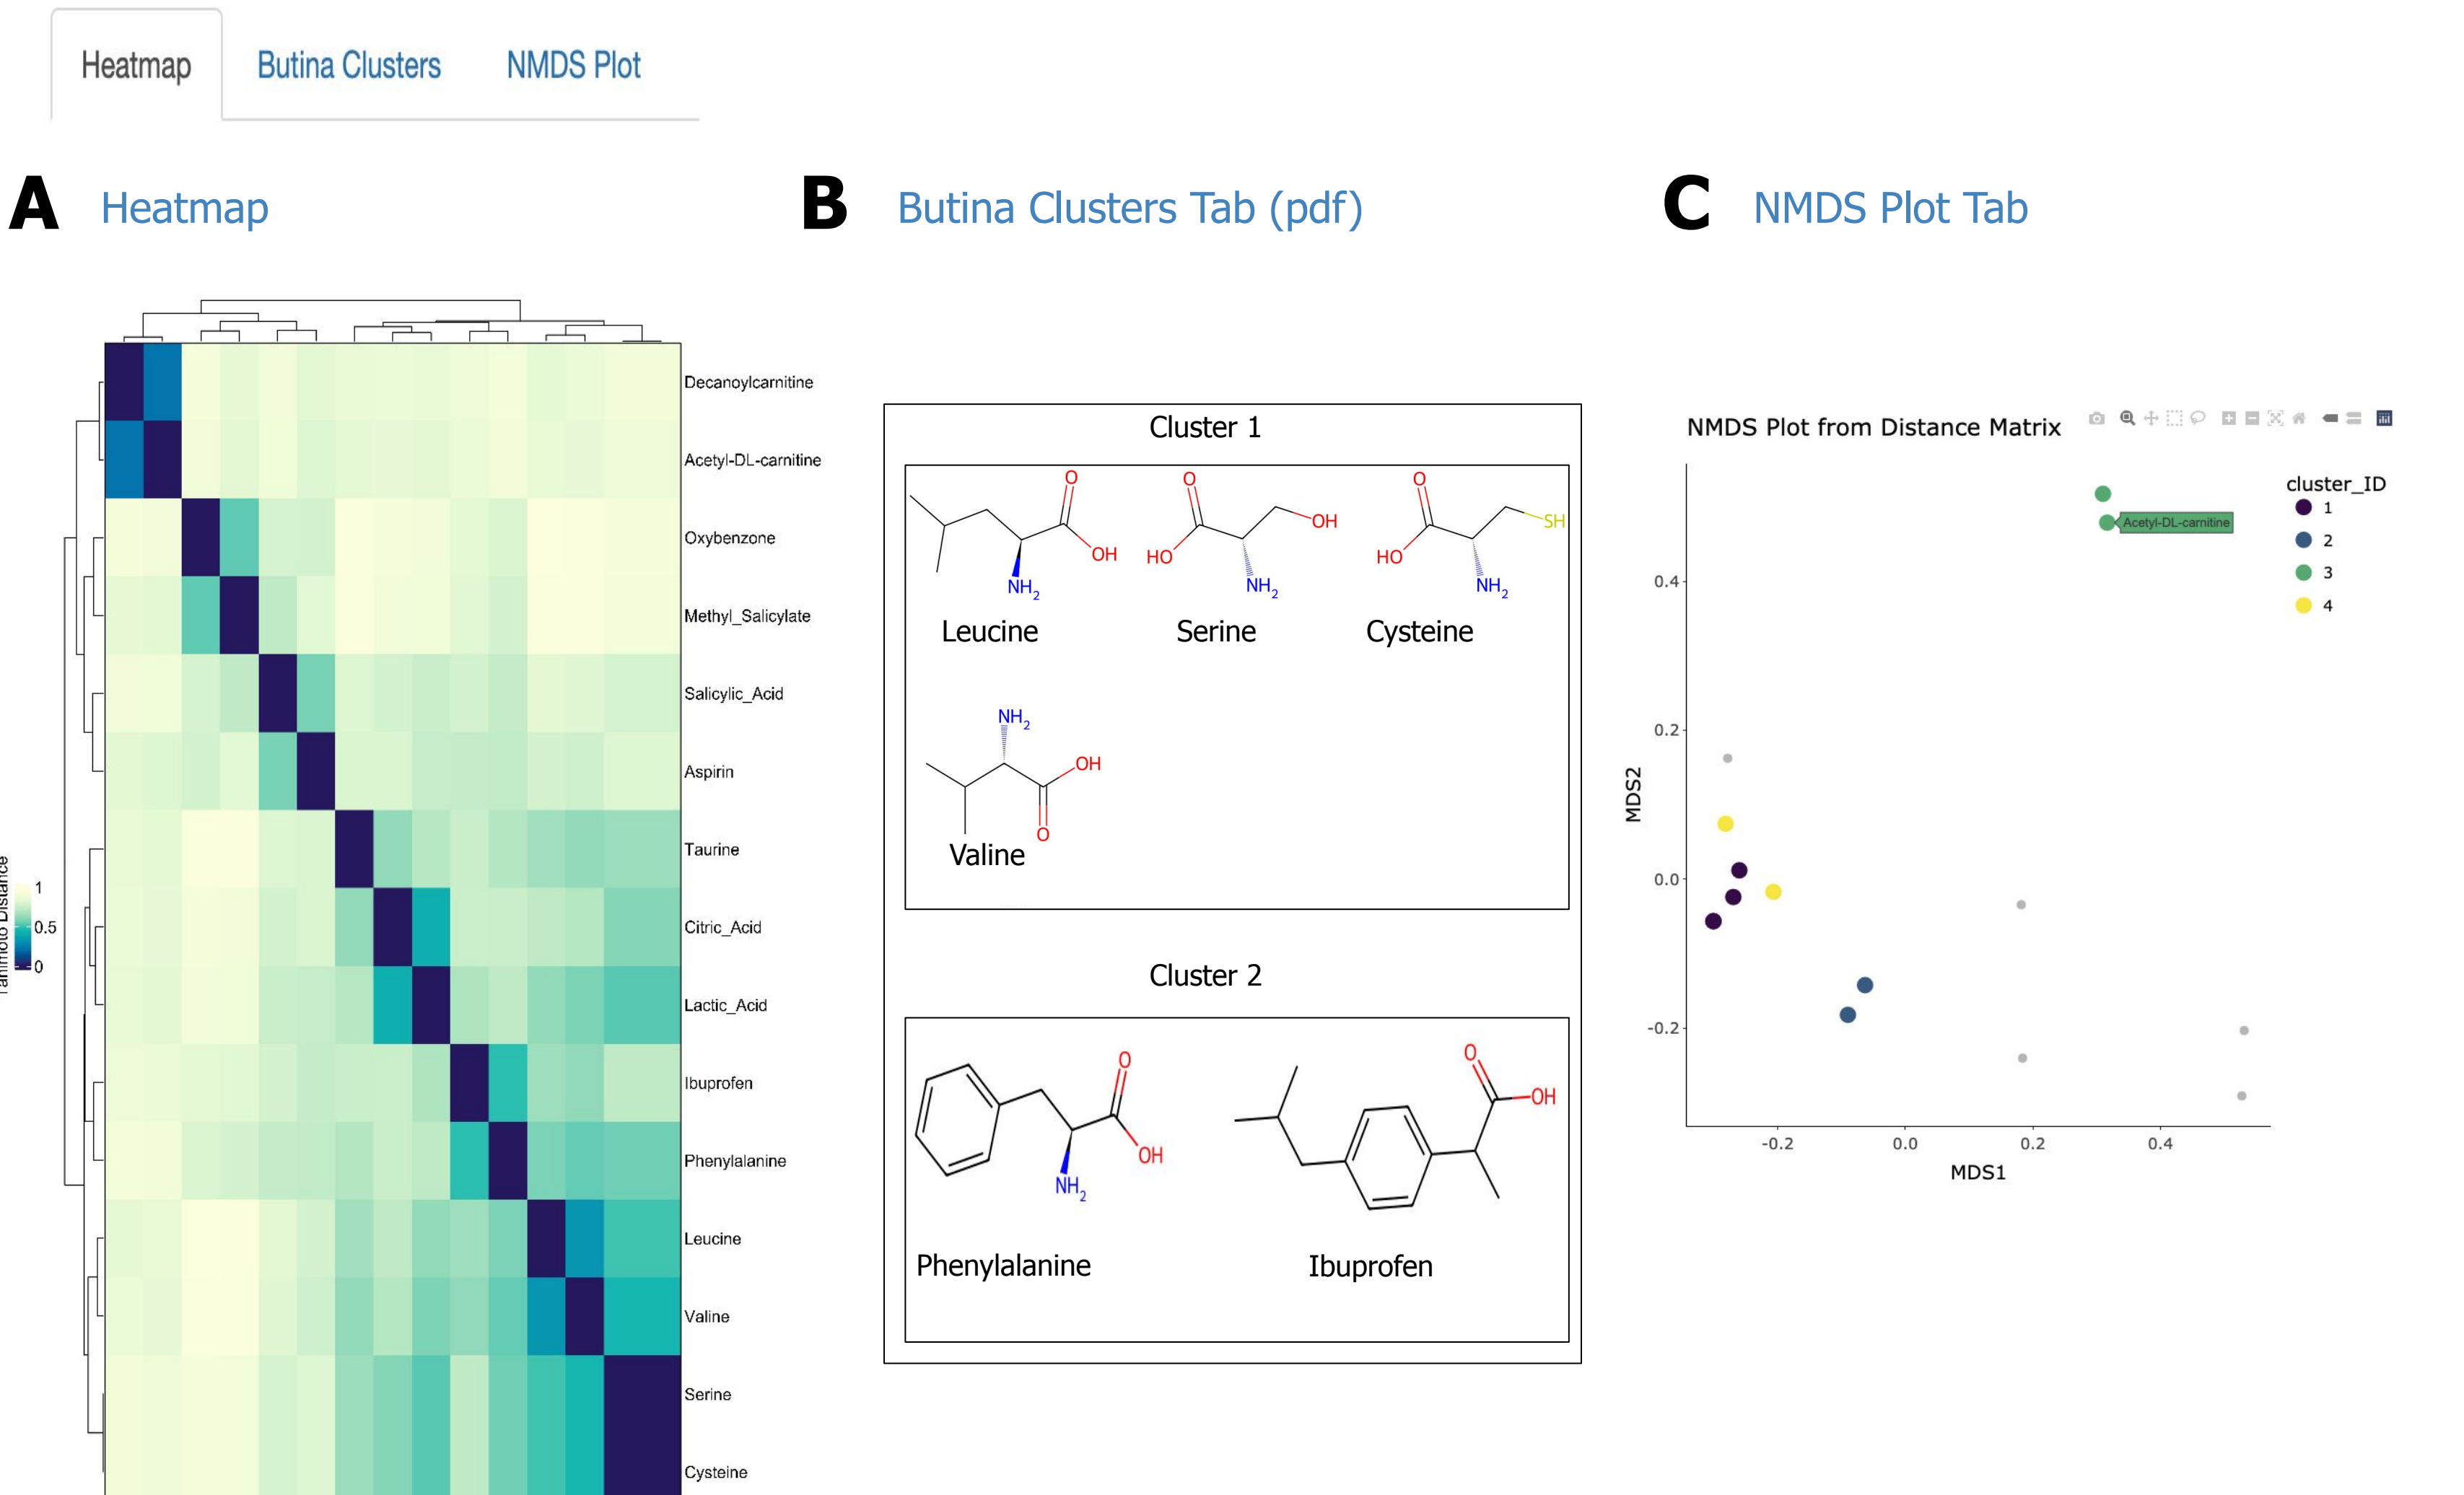 Heatmap Butina Clusters NMDS Plot
A Heatmap
B Butina Clusters Tab (pdf)
C NMDS Plot Tab
Decanoylcarnitine
Acetyl-DL-carnitine
Oxybenzone
Methyl_Salicylate
Salicylic_Acid
Aspirin
Taurine
Citric_Acid
Lactic_Acid
Ibuprofen
Phenylalanine
Leucine
Valine
Serine
Cysteine
Tanimoto Distance
1
0.5
0
Cluster 1
O
OH
NH2
Leucine
O
OH
HO
NH2
Serine
O
SH
HO
NH2
Cysteine
NH2
OH
O
Valine
Cluster 2
O
OH
NH2
Phenylalanine
O
OH
Ibuprofen
NMDS Plot from Distance Matrix
cluster_ID
1
2
3
4
Acetyl-DL-carnitine
MDS2
0.4
0.2
0.0
-0.2
-0.2 0.0 0.2 0.4
MDS1